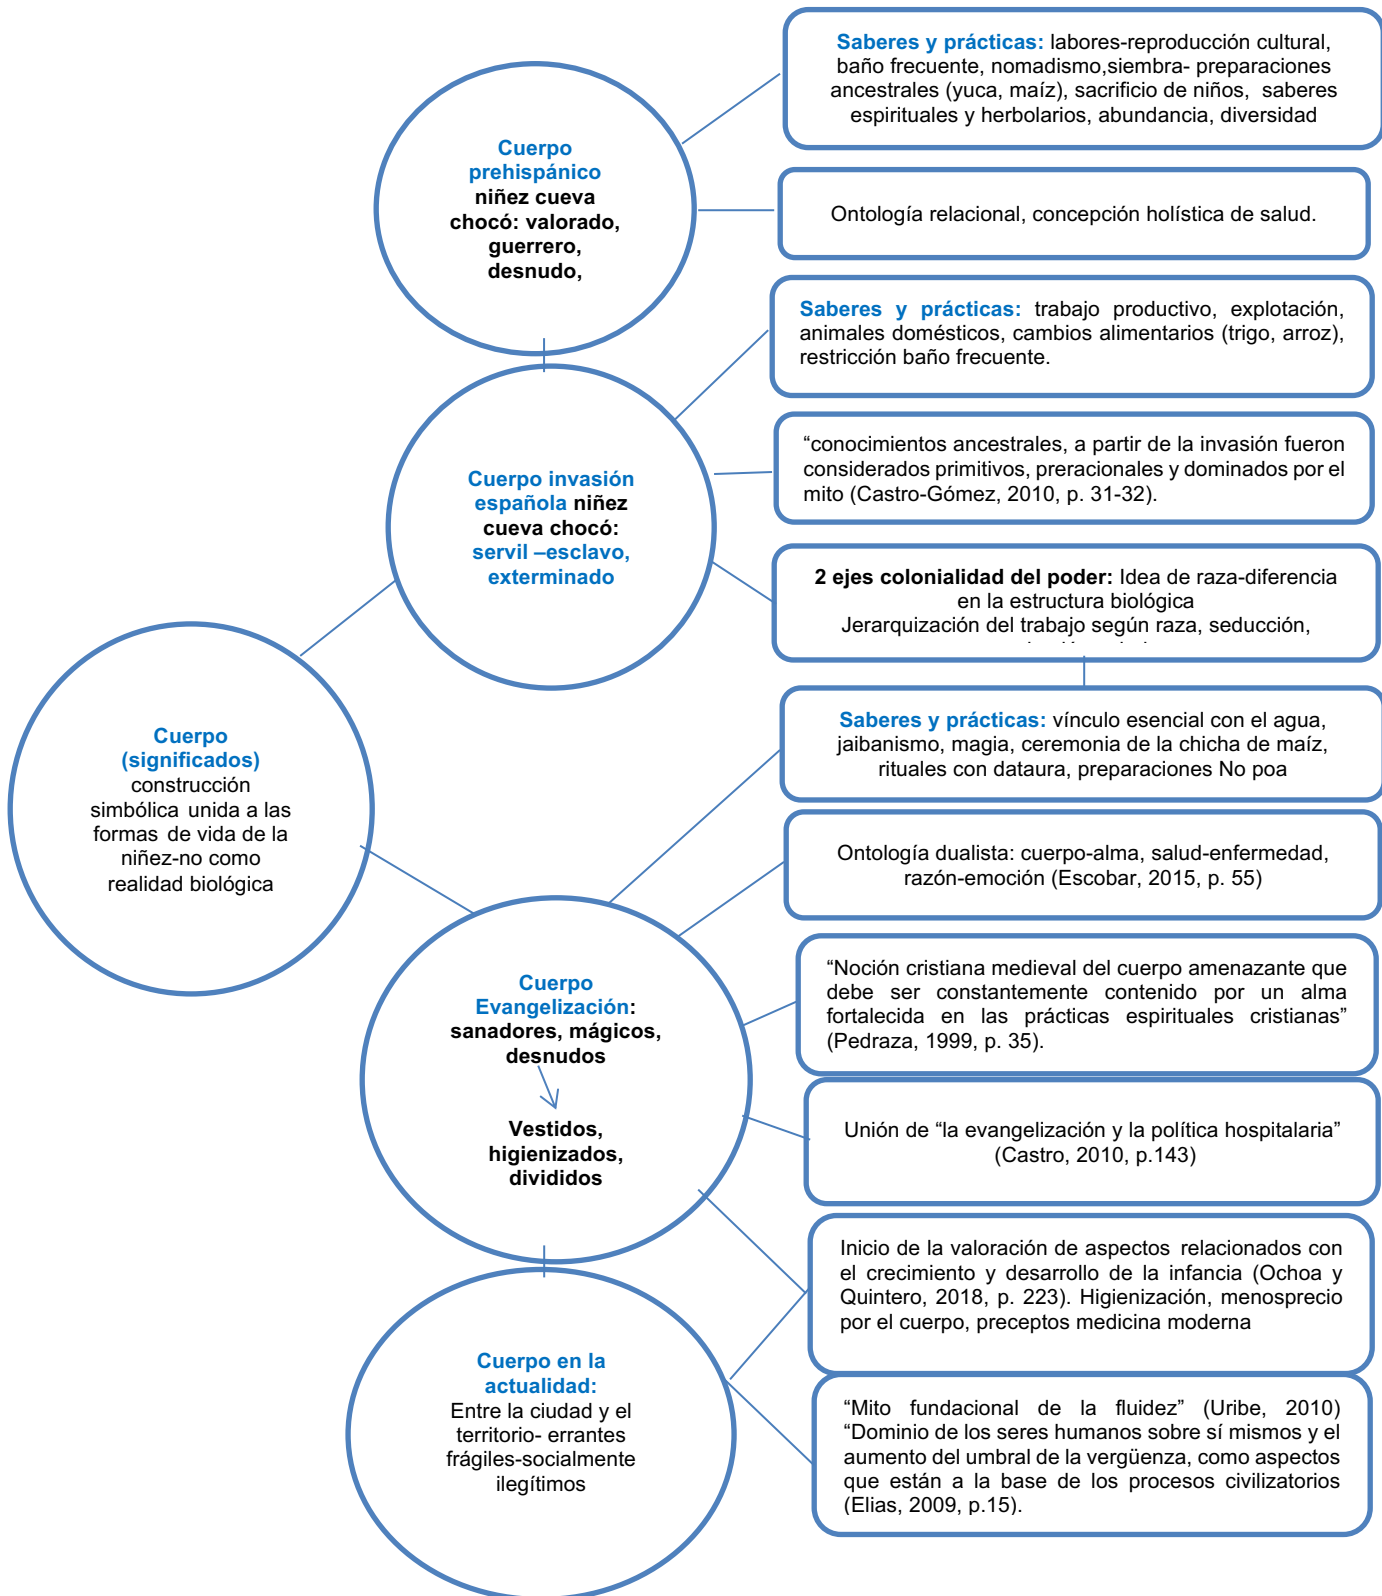 Saberes y prácticas: labores-reproducción cultural,
baño frecuente, nomadismo,siembra- preparaciones
ancestrales (yuca, maíz), sacrificio de niños, saberes
espirituales y herbolarios, abundancia, diversidad
Cuerpo
prehispánico
niñez cueva
chocó: valorado,
guerrero,
desnudo,
Ontología relacional, concepción holística de salud.
Saberes y prácticas: trabajo productivo, explotación,
animales domésticos, cambios alimentarios (trigo, arroz),
restricción baño frecuente.
“conocimientos ancestrales, a partir de la invasión fueron
considerados primitivos, preracionales y dominados por el
mito (Castro-Gómez, 2010, p. 31-32).
Cuerpo invasión
española niñez
cueva chocó:
servil –esclavo,
exterminado
2 ejes colonialidad del poder: Idea de raza-diferencia
en la estructura biológica
Jerarquización del trabajo según raza, seducción,
Cuerpo
(significados)
construcción
simbólica unida a las
formas de vida de la
niñez-no como
realidad biológica
Saberes y prácticas: vínculo esencial con el agua,
jaibanismo, magia, ceremonia de la chicha de maíz,
rituales con dataura, preparaciones No poa
Ontología dualista: cuerpo-alma, salud-enfermedad,
razón-emoción (Escobar, 2015, p. 55)
“Noción cristiana medieval del cuerpo amenazante que
debe ser constantemente contenido por un alma
fortalecida en las prácticas espirituales cristianas”
(Pedraza, 1999, p. 35).
Cuerpo
Evangelización:
sanadores, mágicos,
desnudos
Vestidos,
higienizados,
divididos
Unión de “la evangelización y la política hospitalaria”
(Castro, 2010, p.143)
Inicio de la valoración de aspectos relacionados con
el crecimiento y desarrollo de la infancia (Ochoa y
Quintero, 2018, p. 223). Higienización, menosprecio
por el cuerpo, preceptos medicina moderna
Cuerpo en la
actualidad:
Entre la ciudad y el
territorio- errantes
frágiles-socialmente
ilegítimos
“Mito fundacional de la fluidez” (Uribe, 2010)
“Dominio de los seres humanos sobre sí mismos y el
aumento del umbral de la vergüenza, como aspectos
que están a la base de los procesos civilizatorios
(Elias, 2009, p.15).